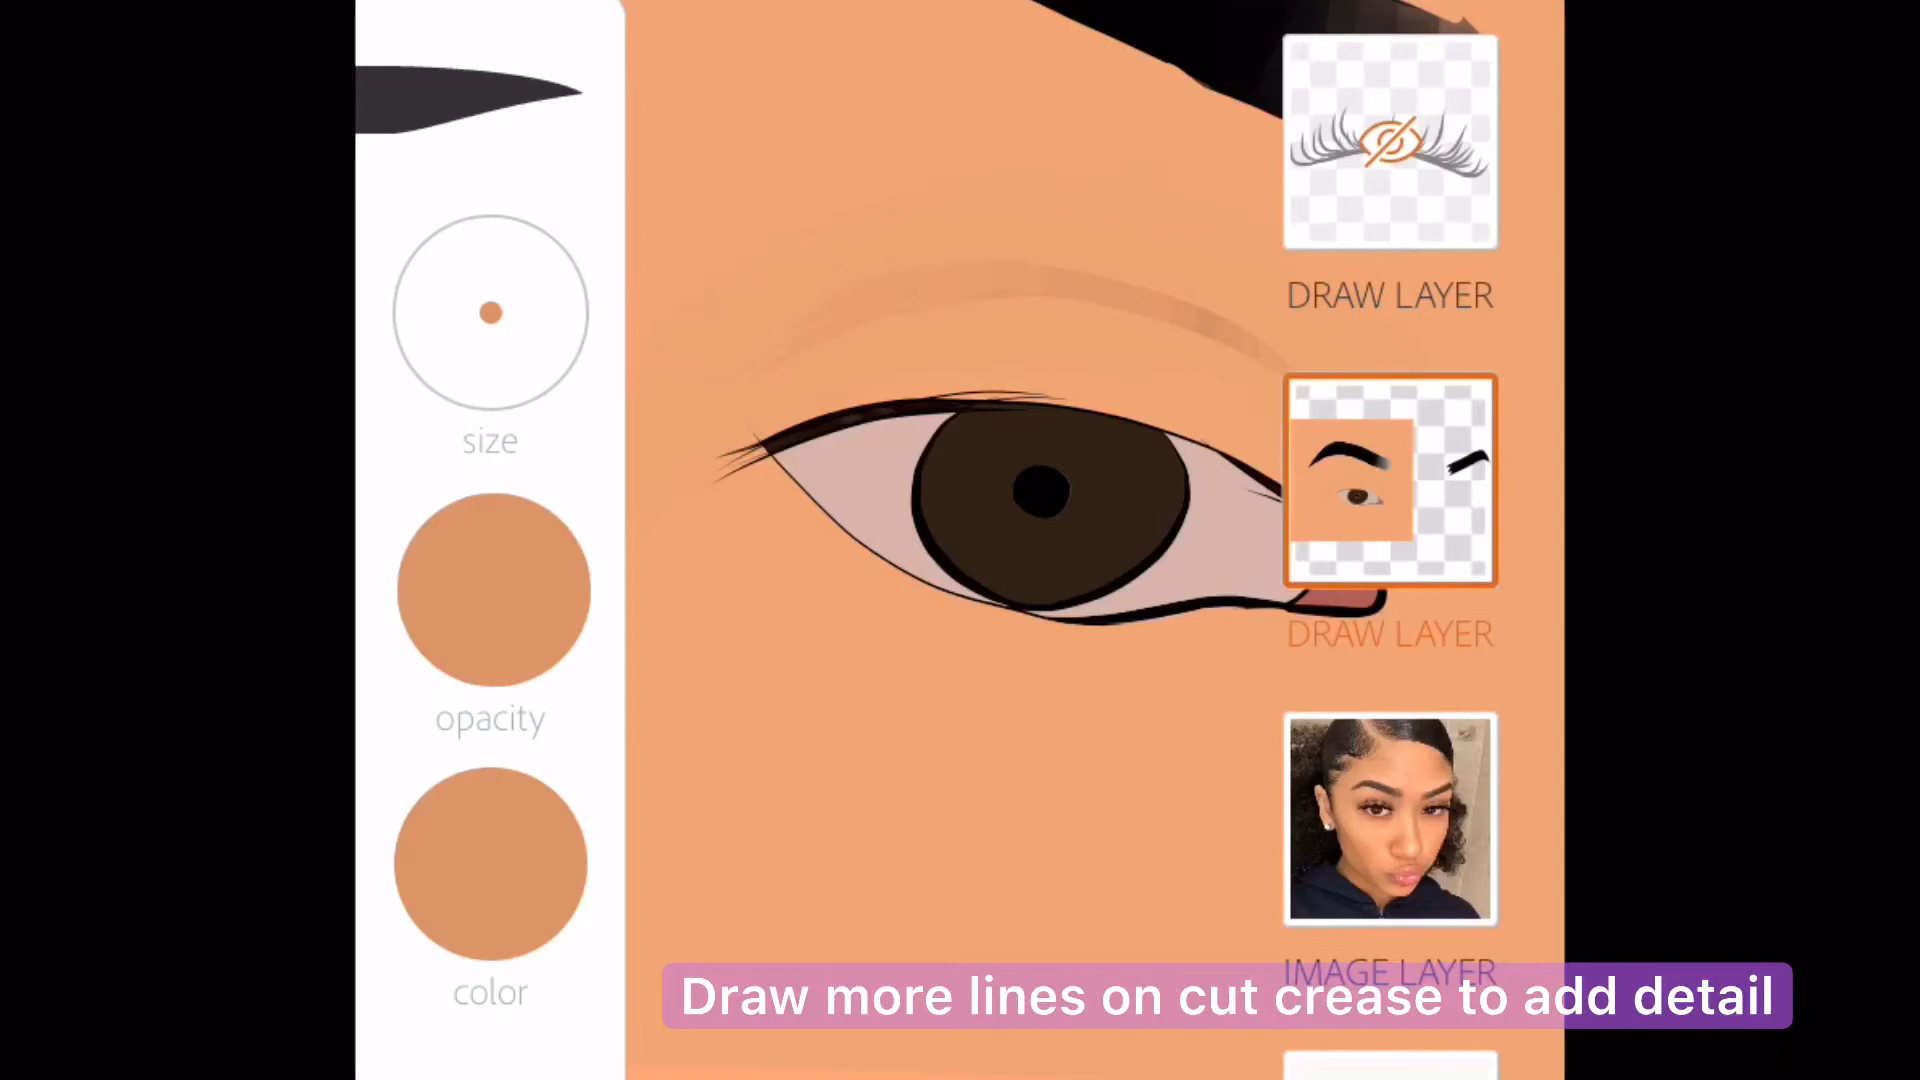 DRAW LAYER
size
DRAW LAYER
opacity
IMAGE LAYER
color
Draw more lines on cut crease to add detail